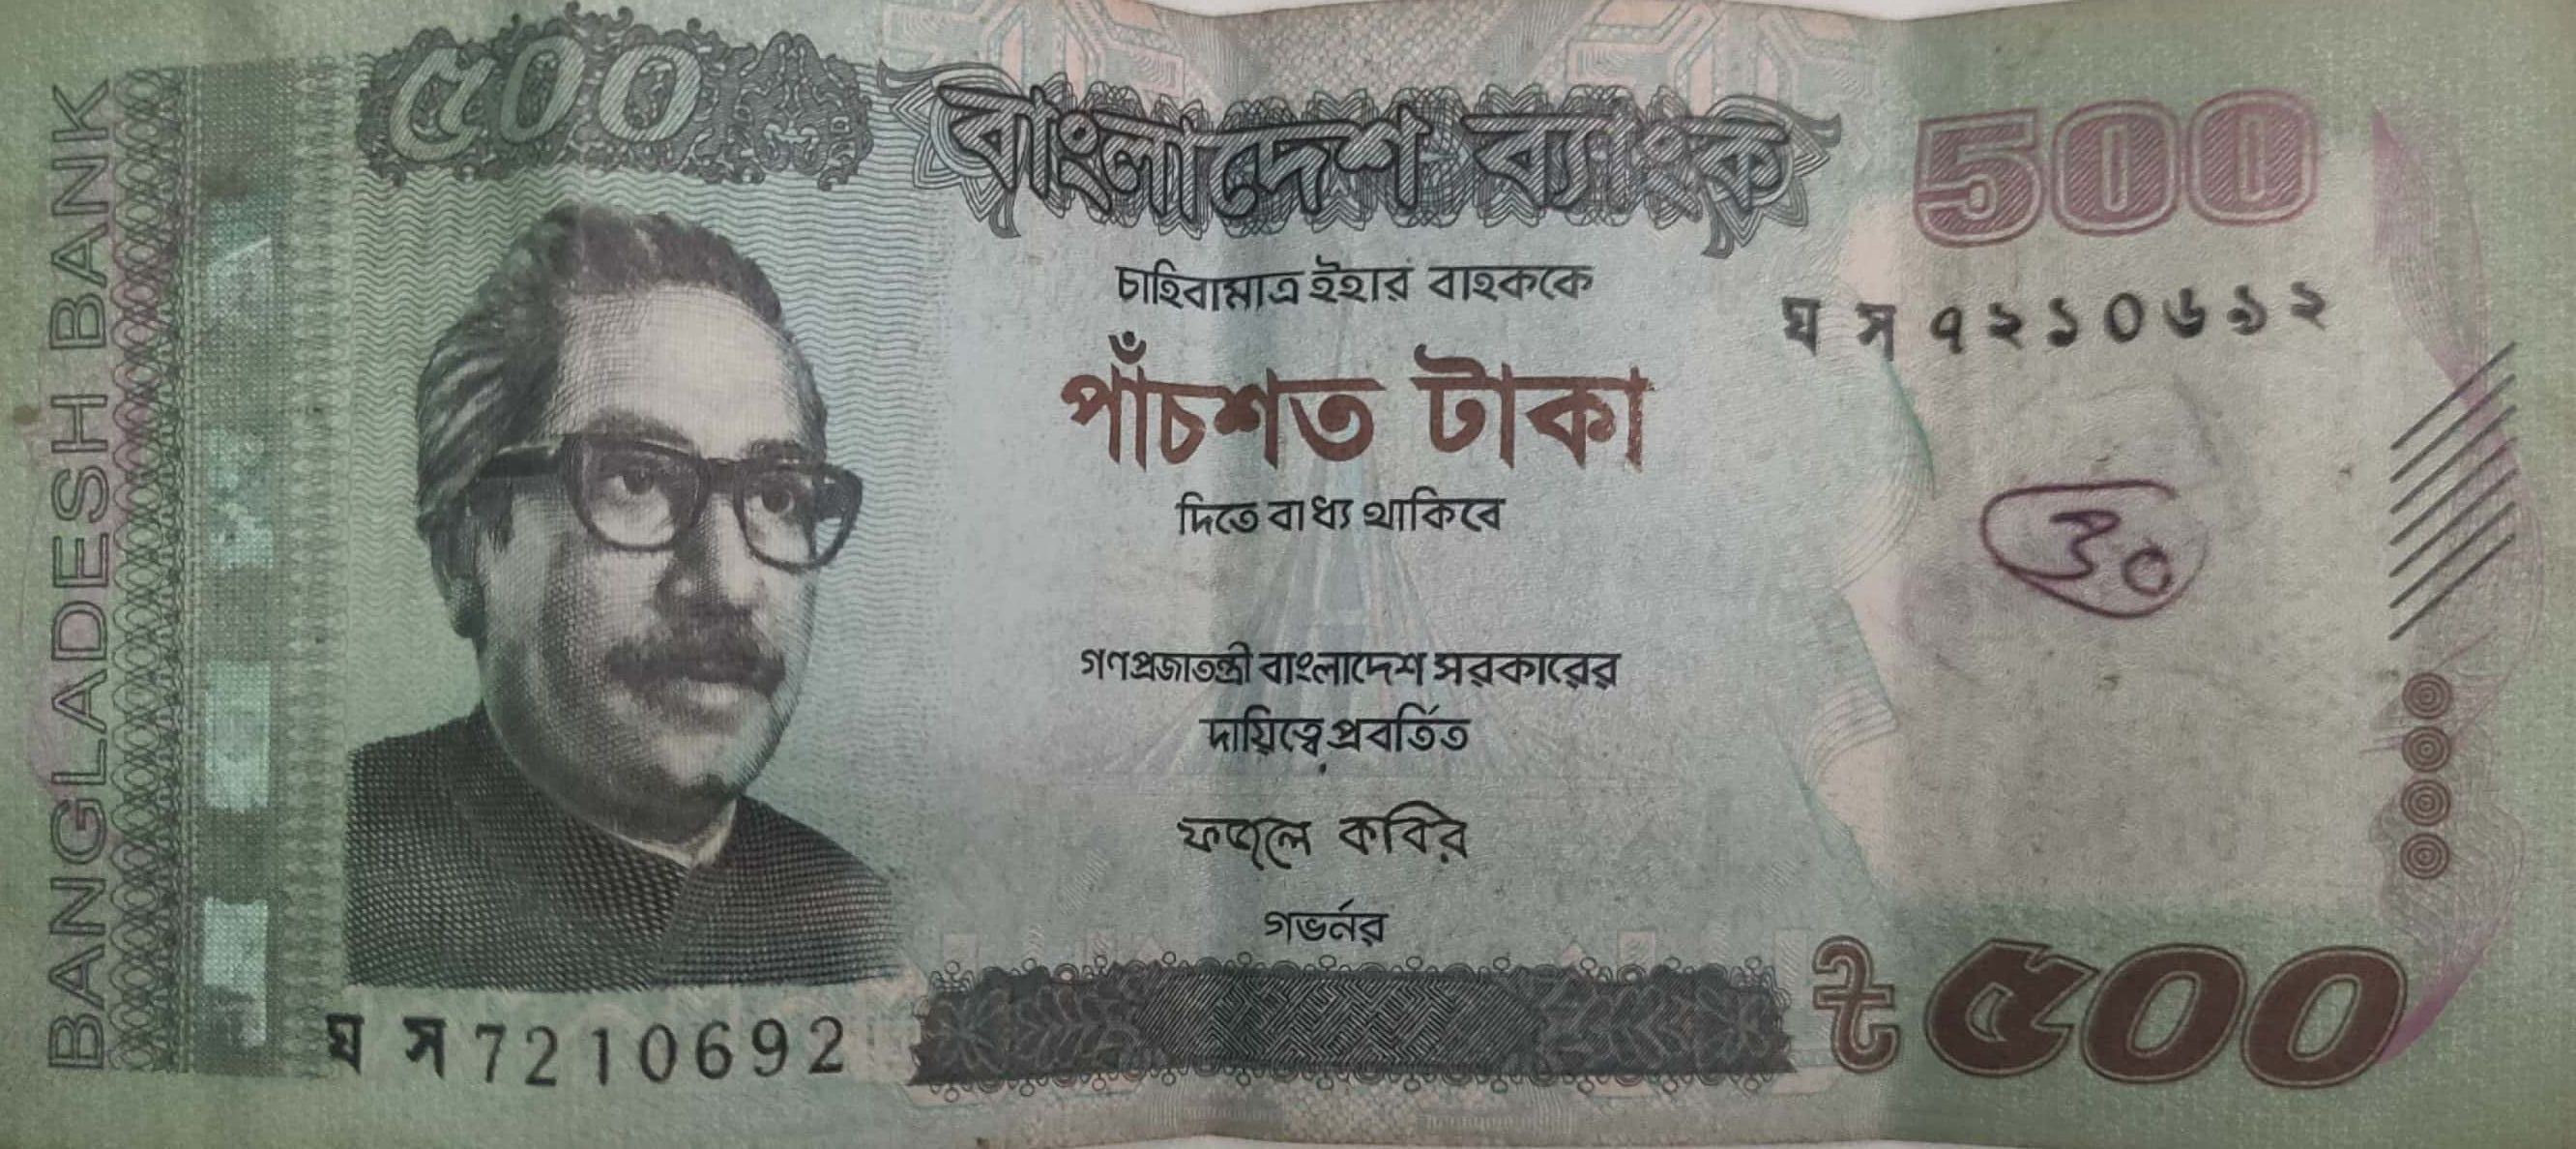 BANGLADESH BANK
৫০০
বাংলাদেশ ব্যাংক
500
চাহিবামাত্র ইহার বাহককে
ঘ স ৭২১০৬৯২
পাঁচশত টাকা
দিতে বাধ্য থাকিবে
৩০
গণপ্রজাতন্ত্রী বাংলাদেশ সরকারের
দায়িত্বে প্রবর্তিত
ফজলে কবির
গভর্নর
ঘ স 7210692
৳ ৫০০